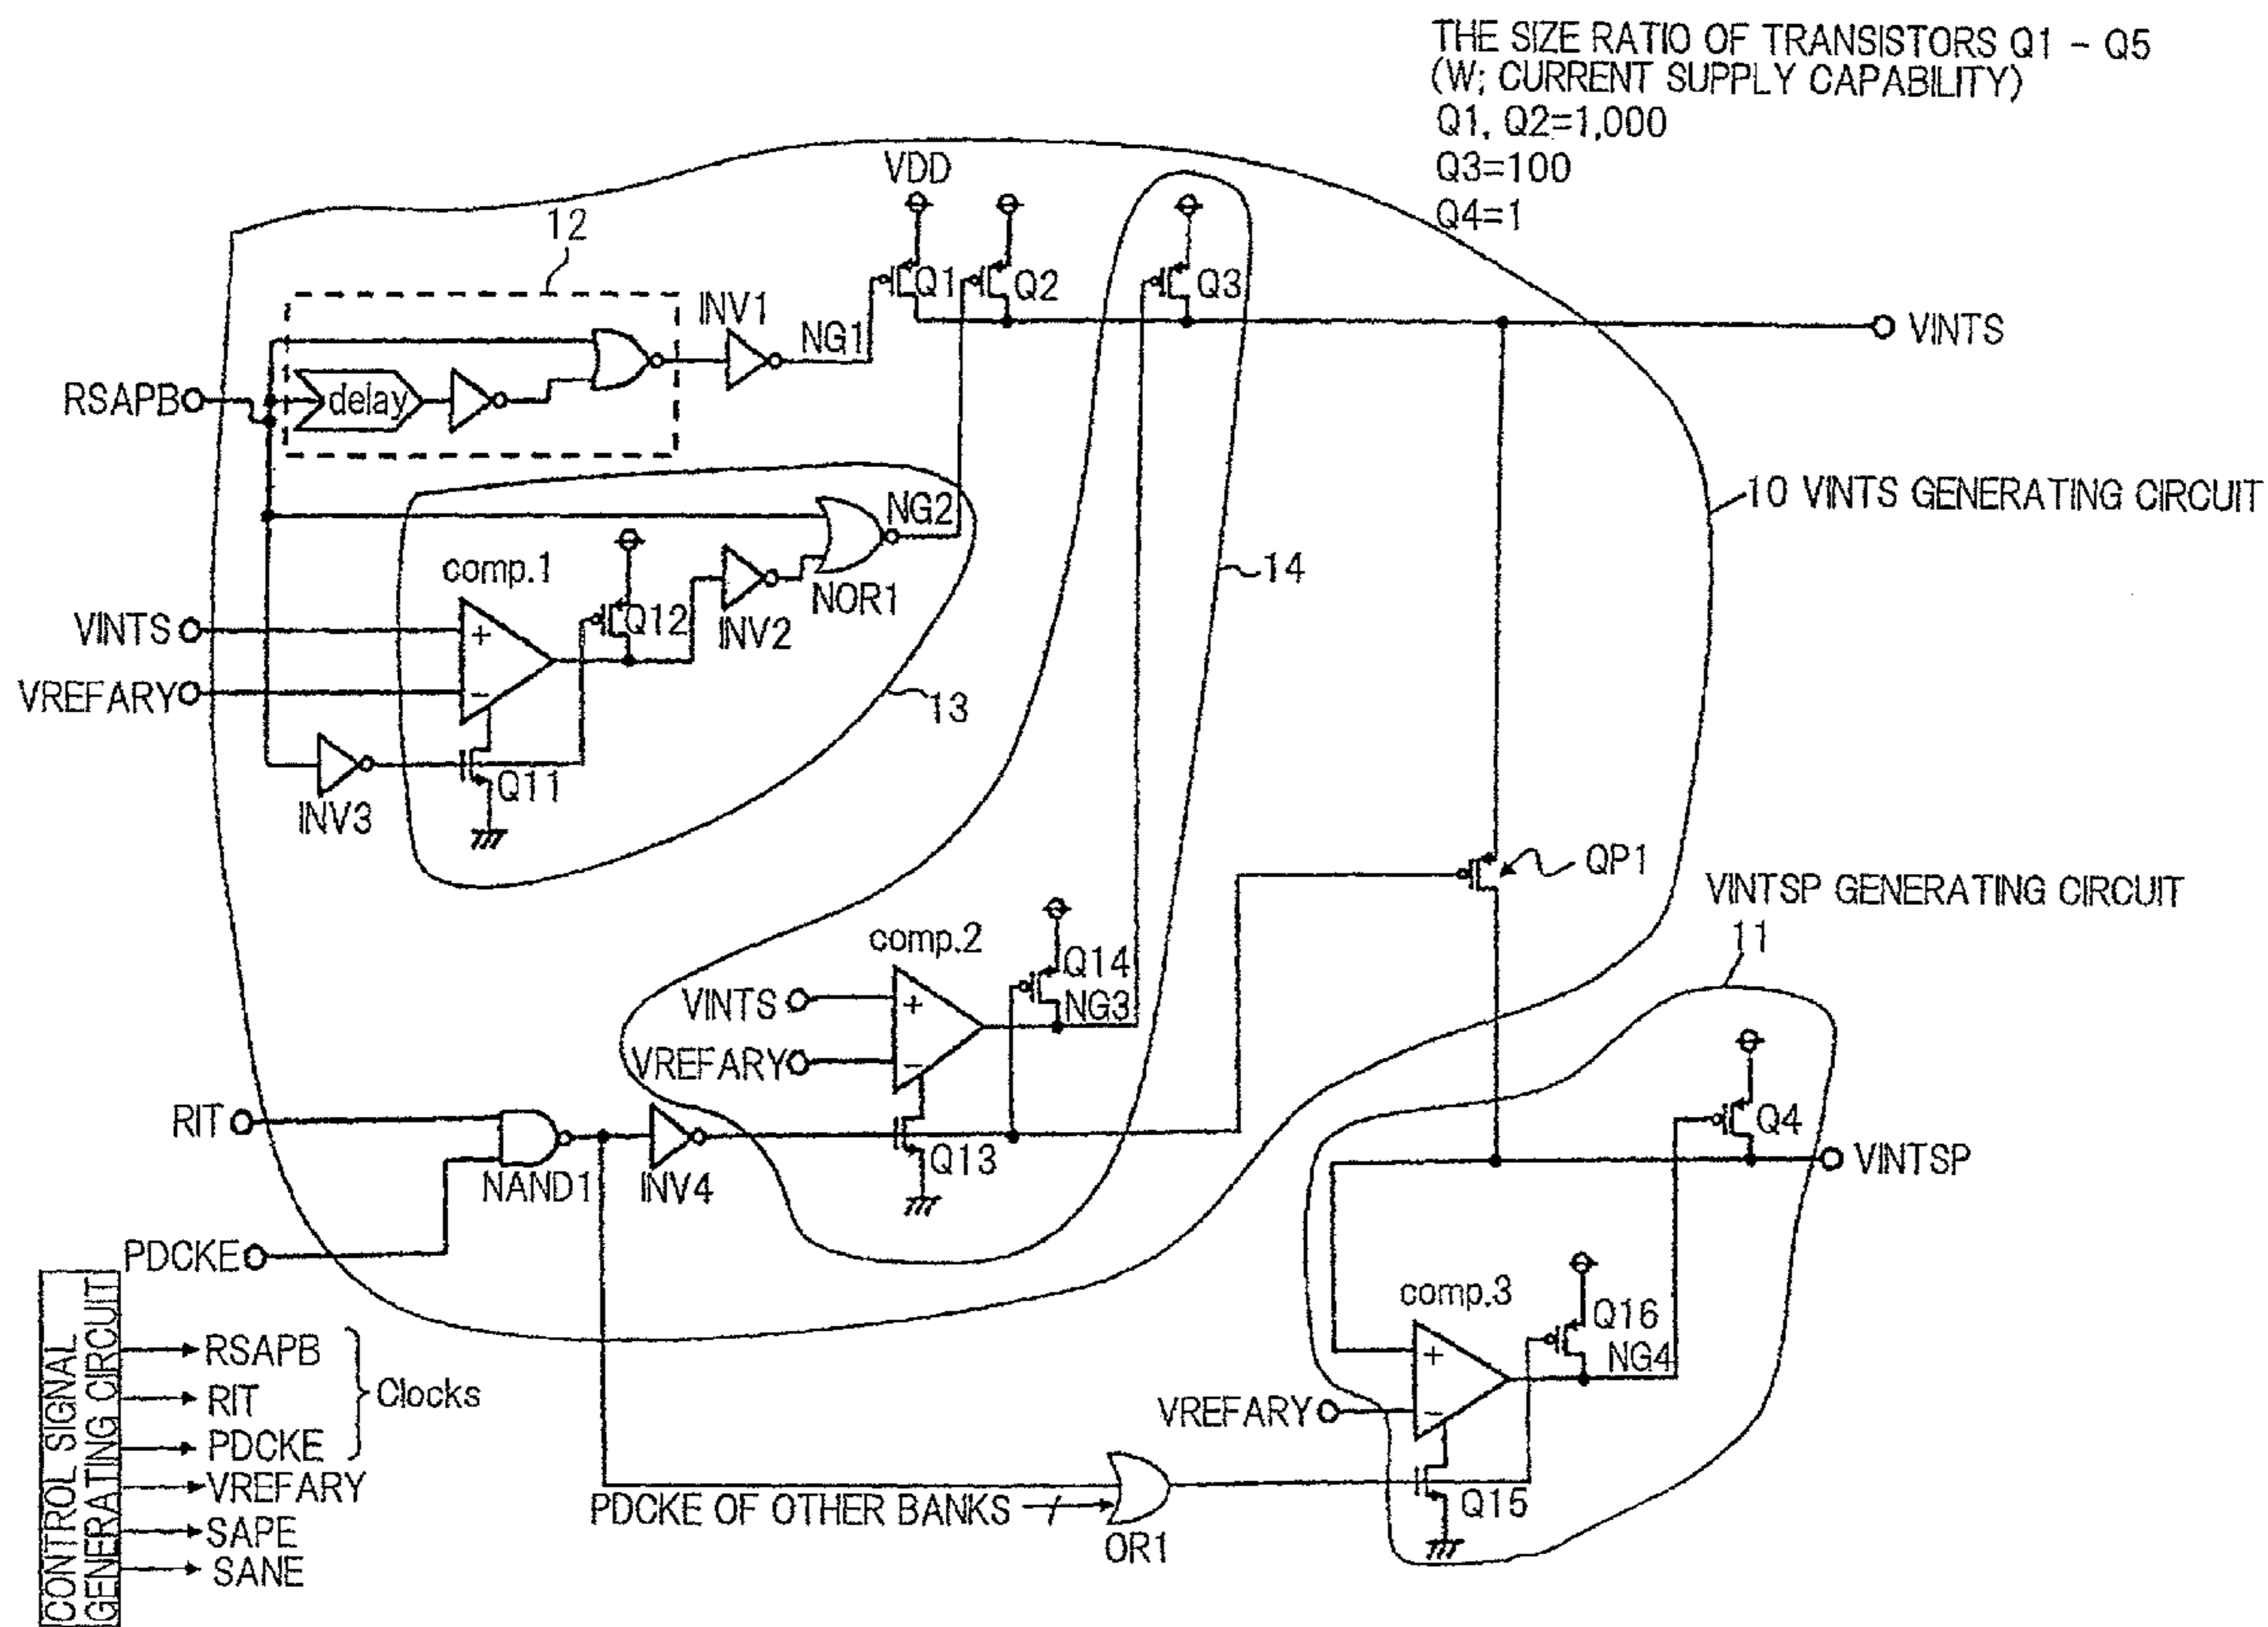 THE SIZE RATIO OF TRANSISTORS Q1 - Q5
(W; CURRENT SUPPLY CAPABILITY)
Q1, Q2=1,000
Q3=100
Q4=1
VDD
12
Q1
Q2
Q3
INV1
NG1
VINTS
RSAPB
delay
10 VINTS GENERATING CIRCUIT
NG2
comp.1
14
Q12
INV2
NOR1
VINTS
VREFARY
13
Q11
INV3
QP1
VINTSP GENERATING CIRCUIT
11
comp.2
Q14
VINTS
NG3
VREFARY
RIT
Q4
Q13
VINTSP
NAND1
INV4
PDCKE
CONTROL SIGNAL
GENERATING CIRCUIT
comp.3
Q16
RSAPB
NG4
RIT
Clocks
VREFARY
PDCKE
VREFARY
PDCKE OF OTHER BANKS
Q15
SAPE
OR1
SANE